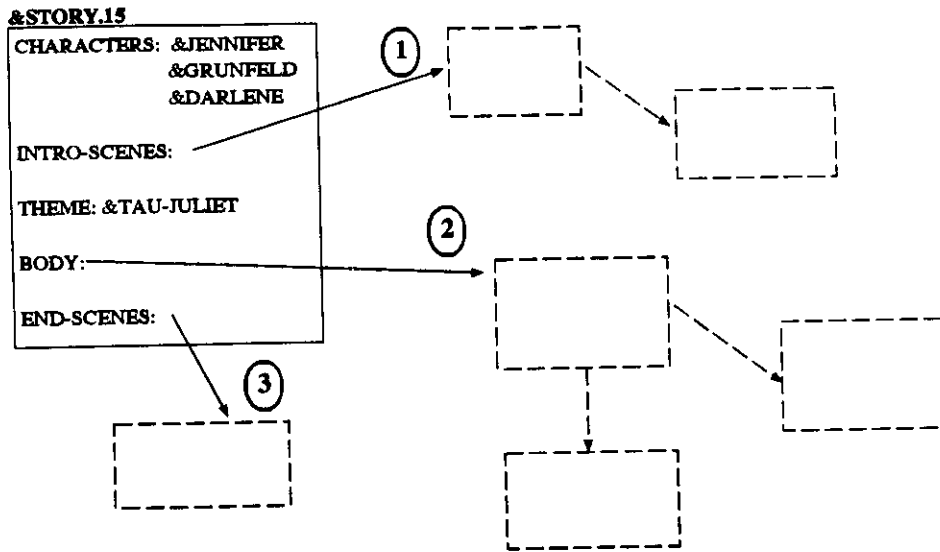 &STORY.15
CHARACTERS: &JENNIFER
&GRUNFELD
&DARLENE
INTRO-SCENES:
THEME: &TAU-JULIET
BODY:
END-SCENES:
1
2
3